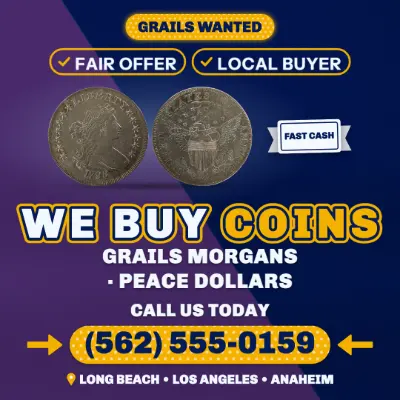 GRAILS WANTED
FAIR OFFER
LOCAL BUYER
FAST CASH
WE BUY COINS
GRAILS MORGANS
· PEACE DOLLARS
CALL US TODAY
(562) 555-0159
LONG BEACH • LOS ANGELES • ANAHEIM